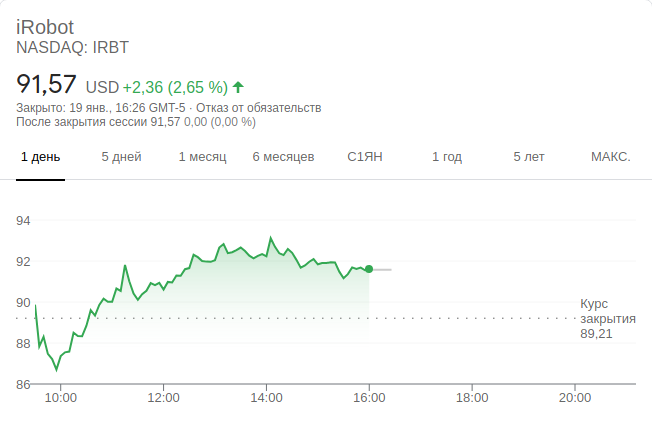 iRobot
NASDAQ: IRBT
91,57 USD +2,36 (2,65 %)
Закрыто: 19 янв., 16:26 GMT-5 · Отказ от обязательств
После закрытия сессии 91,57 0,00 (0,00 %)
1 день 5 дней 1 месяц 6 месяцев С1ЯН 1 год 5 лет МАКС.
94
92
90
Курс
закрытия
89,21
88
86
10:00 12:00 14:00 16:00 18:00 20:00